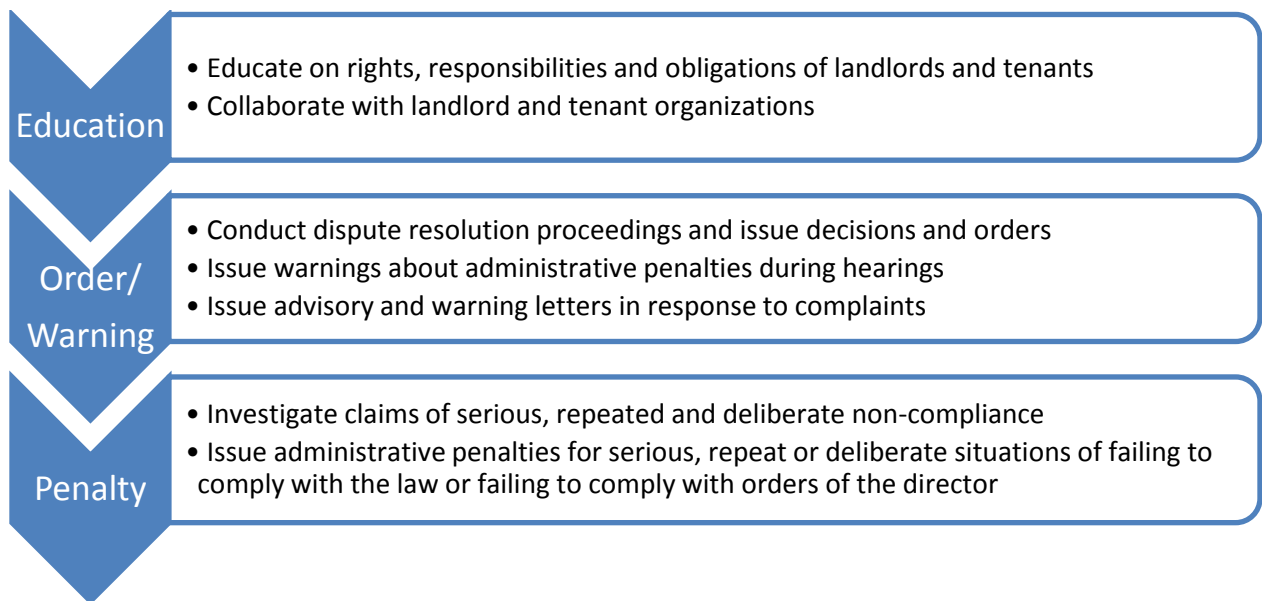 Education
• Educate on rights, responsibilities and obligations of landlords and tenants
• Collaborate with landlord and tenant organizations
Order/
Warning
• Conduct dispute resolution proceedings and issue decisions and orders
• Issue warnings about administrative penalties during hearings
• Issue advisory and warning letters in response to complaints
Penalty
• Investigate claims of serious, repeated and deliberate non-compliance
• Issue administrative penalties for serious, repeat or deliberate situations of failing to
comply with the law or failing to comply with orders of the director